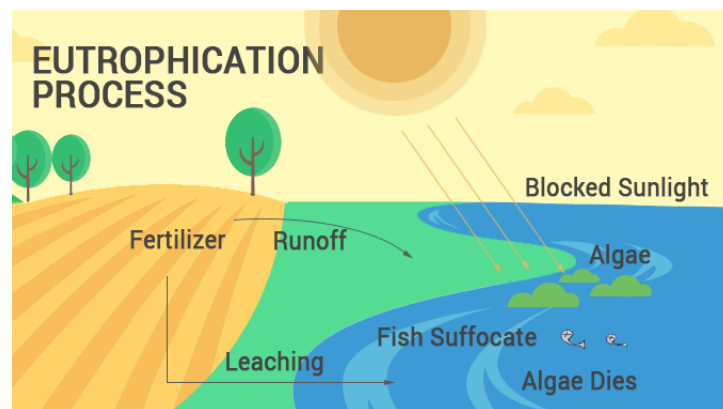 EUTROPHICATION
PROCESS
Blocked Sunlight
Fertilizer
Runoff
Algae
Fish Suffocate
Leaching
Algae Dies